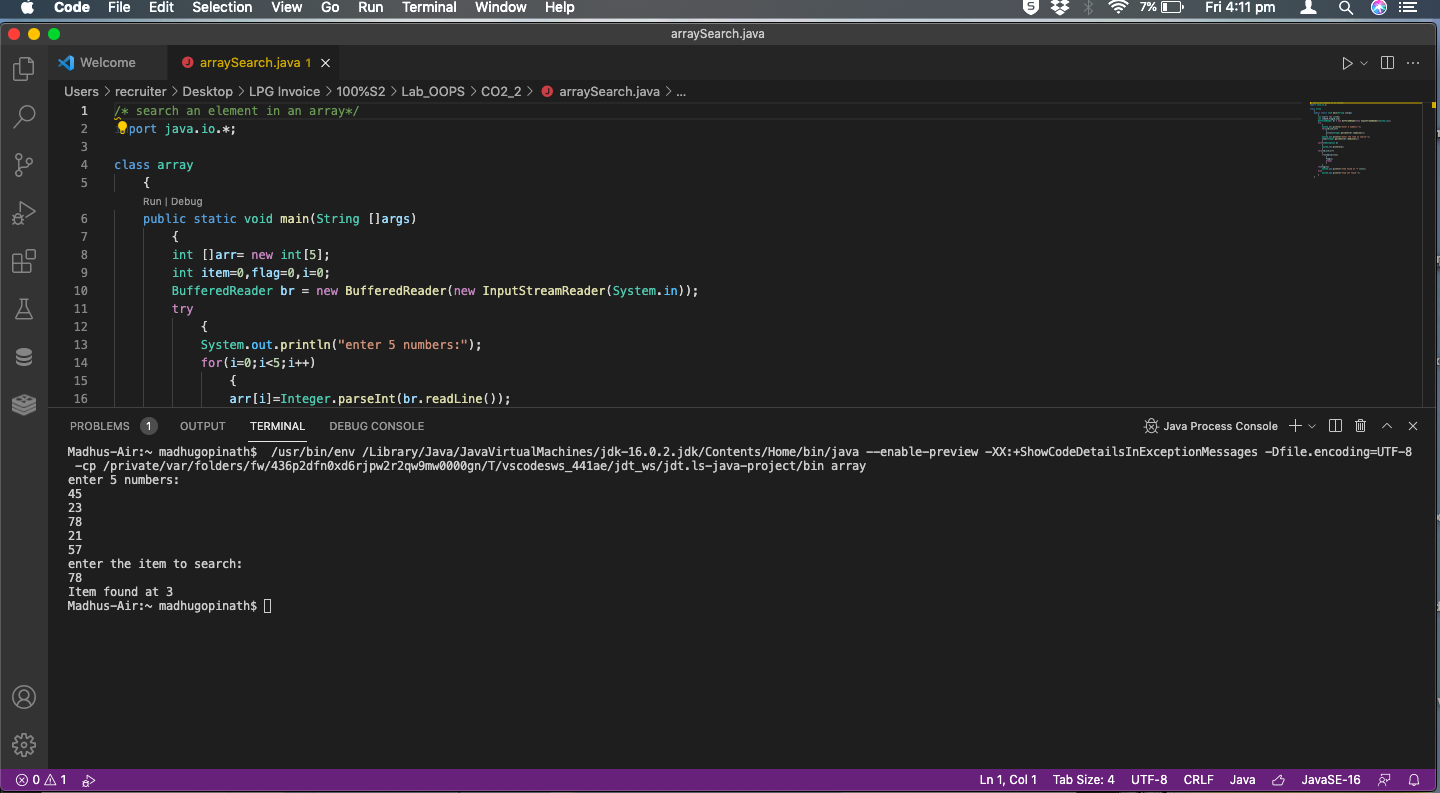 Code File Edit Selection View Go Run Terminal Window Help 7% Fri 4:11 pm
arraySearch.java
Welcome arraySearch.java 1
Users > recruiter > Desktop > LPG Invoice > 100%S2 > Lab_OOPS > CO2_2 > arraySearch.java > ...
1 /* search an element in an array*/
2 port java.io.*;
3
4 class array
5 {
Run | Debug
6 public static void main(String []args)
7 {
8 int []arr= new int[5];
9 int item=0,flag=0,i=0;
10 BufferedReader br = new BufferedReader(new InputStreamReader(System.in));
11 try
12 {
13 System.out.println("enter 5 numbers:");
14 for(i=0;i<5;i++)
15 {
16 arr[i]=Integer.parseInt(br.readLine());
PROBLEMS 1 OUTPUT TERMINAL DEBUG CONSOLE Java Process Console
Madhus-Air:~ madhugopinath$ /usr/bin/env /Library/Java/JavaVirtualMachines/jdk-16.0.2.jdk/Contents/Home/bin/java --enable-preview -XX:+ShowCodeDetailsInExceptionMessages -Dfile.encoding=UTF-8
-cp /private/var/folders/fw/436p2dfn0xd6rjpw2r2qw9mw0000gn/T/vscodesws_441ae/jdt_ws/jdt.ls-java-project/bin array
enter 5 numbers:
45
23
78
21
57
enter the item to search:
78
Item found at 3
Madhus-Air:~ madhugopinath$
0 1 Ln 1, Col 1 Tab Size: 4 UTF-8 CRLF Java JavaSE-16